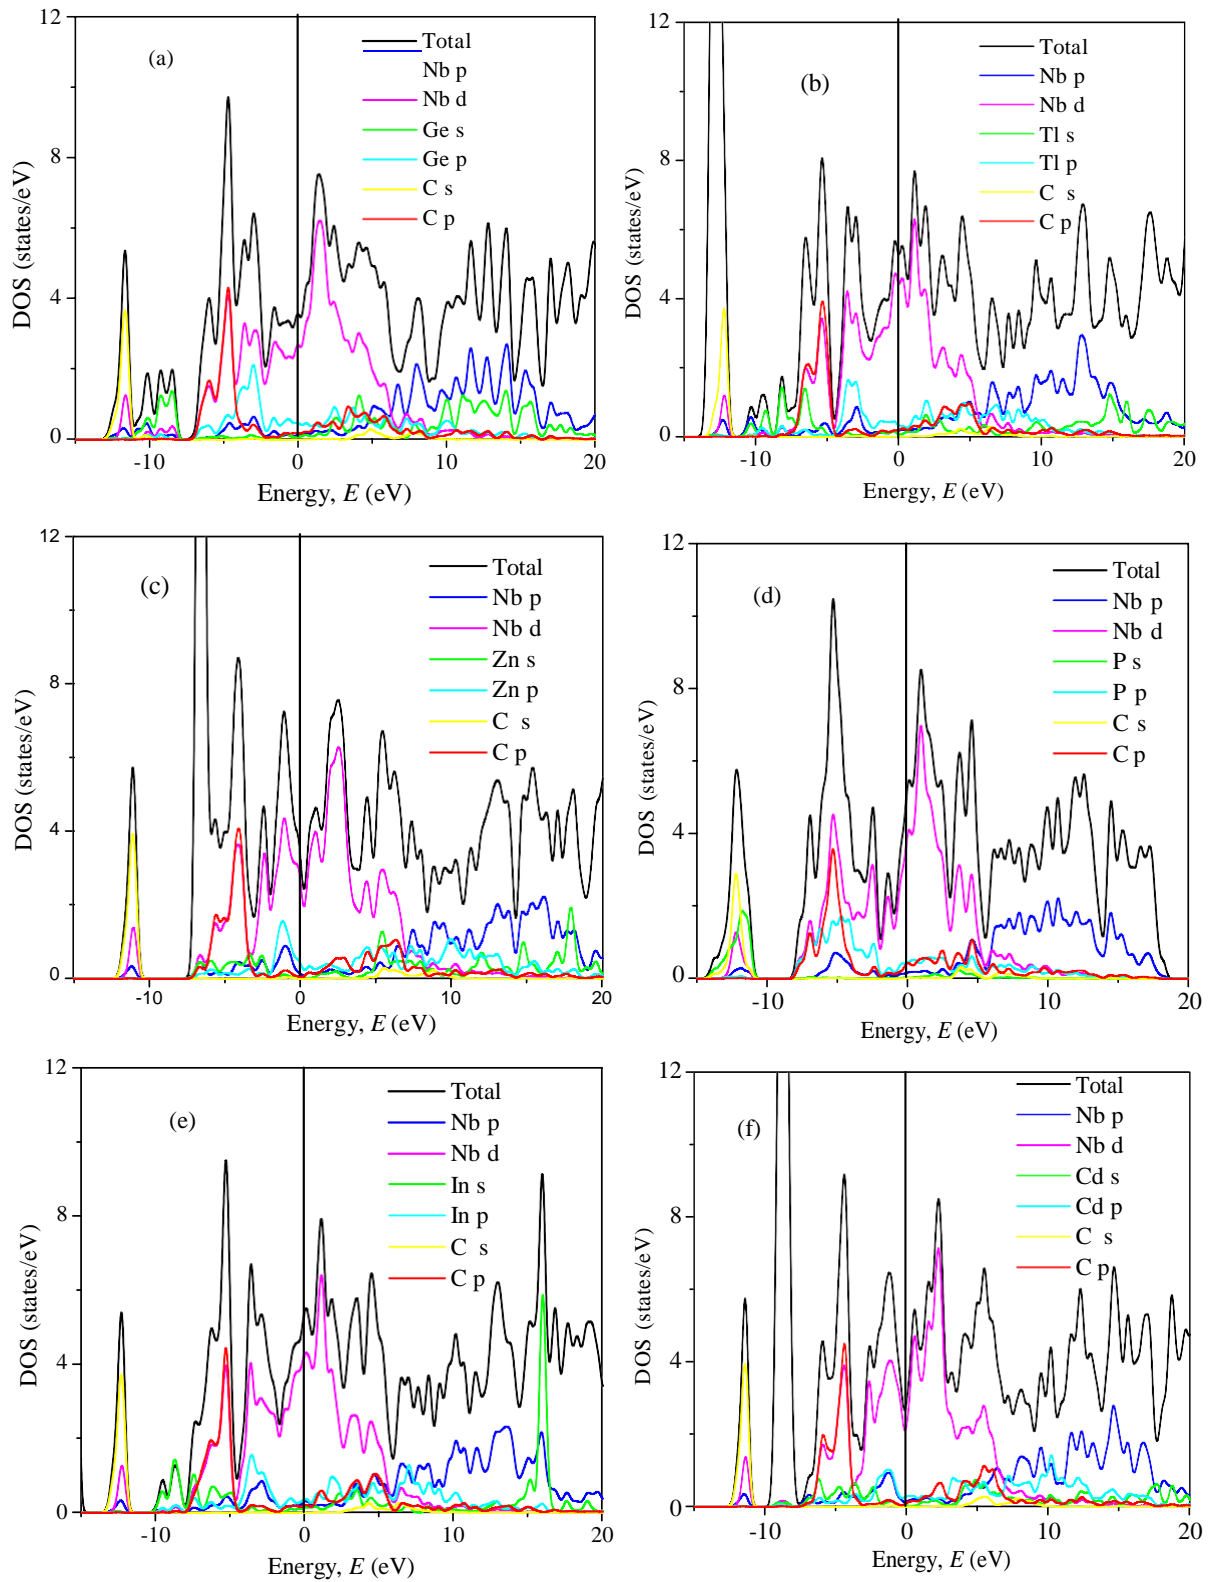 12
8
4
0
-10
0
10
20
DOS (states/eV)
Energy, E (eV)
(a)
Total
Nb p
Nb d
Ge s
Ge p
C s
C p
12
8
4
0
-10
0
10
20
DOS (states/eV)
Energy, E (eV)
(b)
Total
Nb p
Nb d
Tl s
Tl p
C s
C p
12
8
4
0
-10
0
10
20
DOS (states/eV)
Energy, E (eV)
(c)
Total
Nb p
Nb d
Zn s
Zn p
C s
C p
12
8
4
0
-10
0
10
20
DOS (states/eV)
Energy, E (eV)
(d)
Total
Nb p
Nb d
P s
P p
C s
C p
12
8
4
0
-10
0
10
20
DOS (states/eV)
Energy, E (eV)
(e)
Total
Nb p
Nb d
In s
In p
C s
C p
12
8
4
0
-10
0
10
20
DOS (states/eV)
Energy, E (eV)
(f)
Total
Nb p
Nb d
Cd s
Cd p
C s
C p